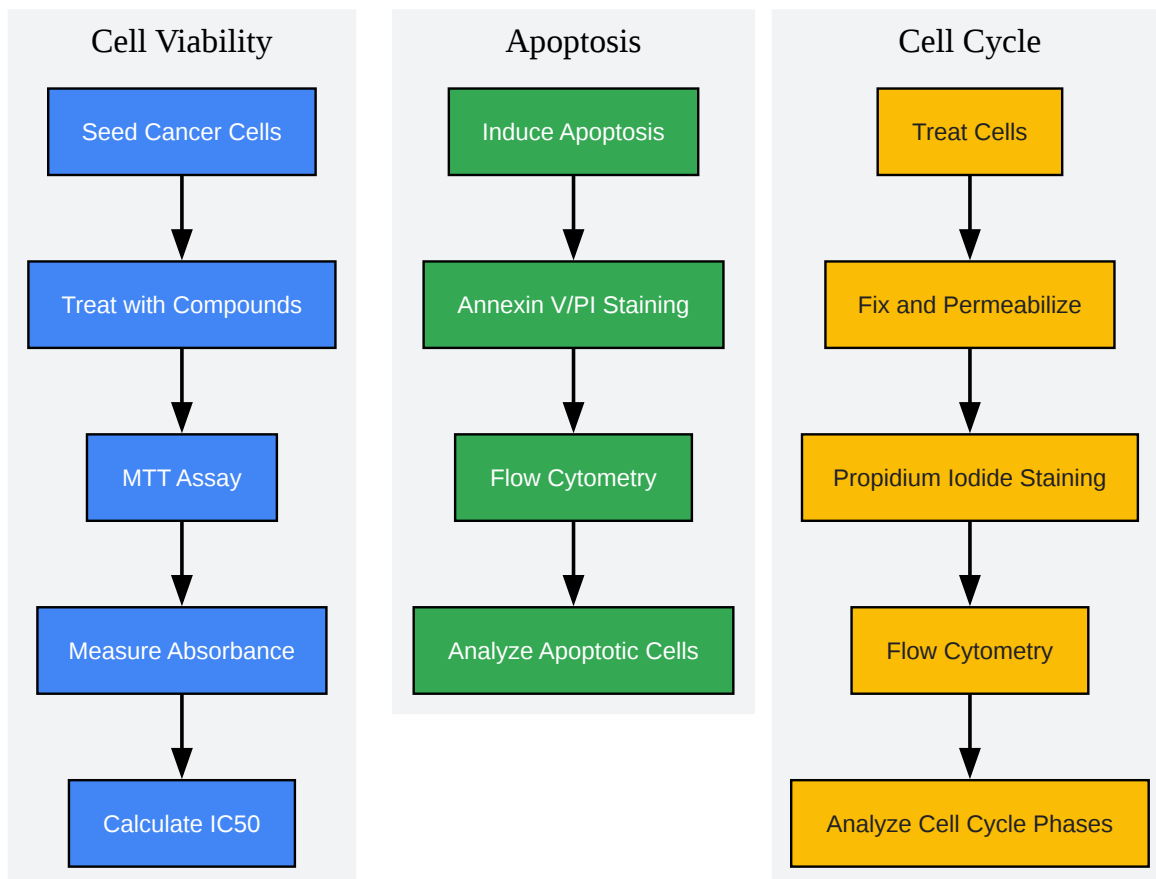 Cell Viability
Seed Cancer Cells
Treat with Compounds
MTT Assay
Measure Absorbance
Calculate IC50
Apoptosis
Induce Apoptosis
Annexin V/PI Staining
Flow Cytometry
Analyze Apoptotic Cells
Cell Cycle
Treat Cells
Fix and Permeabilize
Propidium Iodide Staining
Flow Cytometry
Analyze Cell Cycle Phases